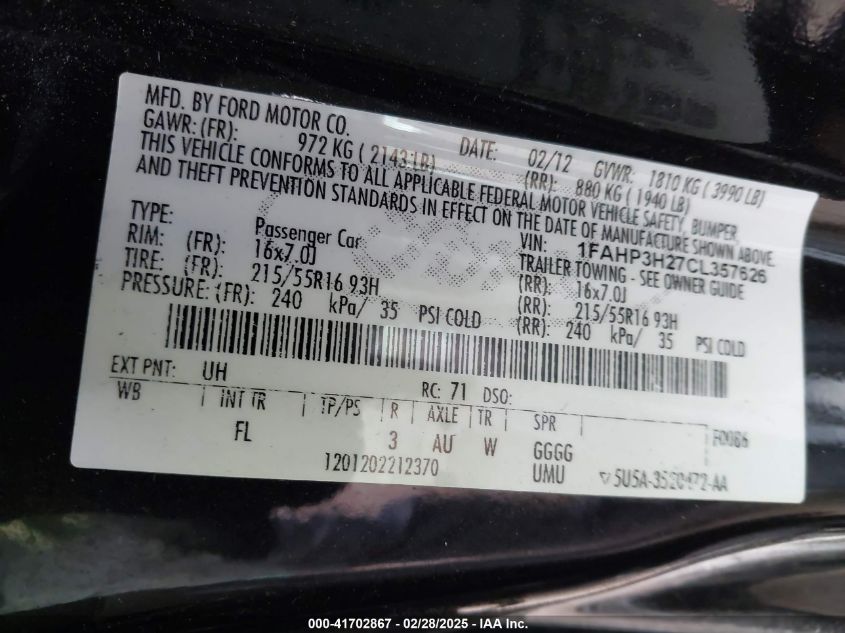 MFD. BY FORD MOTOR CO. DATE: 02/12 GVWR: 1810 KG ( 3990 LB)
GAWR: (FR): 972 KG ( 2143 LB) (RR): 880 KG ( 1940 LB)
THIS VEHICLE CONFORMS TO ALL APPLICABLE FEDERAL MOTOR VEHICLE SAFETY, BUMPER,
AND THEFT PREVENTION STANDARDS IN EFFECT ON THE DATE OF MANUFACTURE SHOWN ABOVE.
VIN: 1FAHP3H27CL357626
TYPE: Passenger Car TRAILER TOWING - SEE OWNER GUIDE
RIM: (FR): 16x7.0J (RR): 16x7.0J
TIRE: (FR): 215/55R16 93H (RR): 215/55R16 93H
PRESSURE: (FR): 240 kPa/ 35 PSI COLD (RR): 240 kPa/ 35 PSI COLD
EXT PNT: UH RC: 71 DSO:
WB INT TR TP/PS R AXLE TR SPR F0086
FL 3 AU W GGGG
1201202212370 UMU 5U5A-3520472-AA
000-41702867 - 02/28/2025 - IAA Inc.